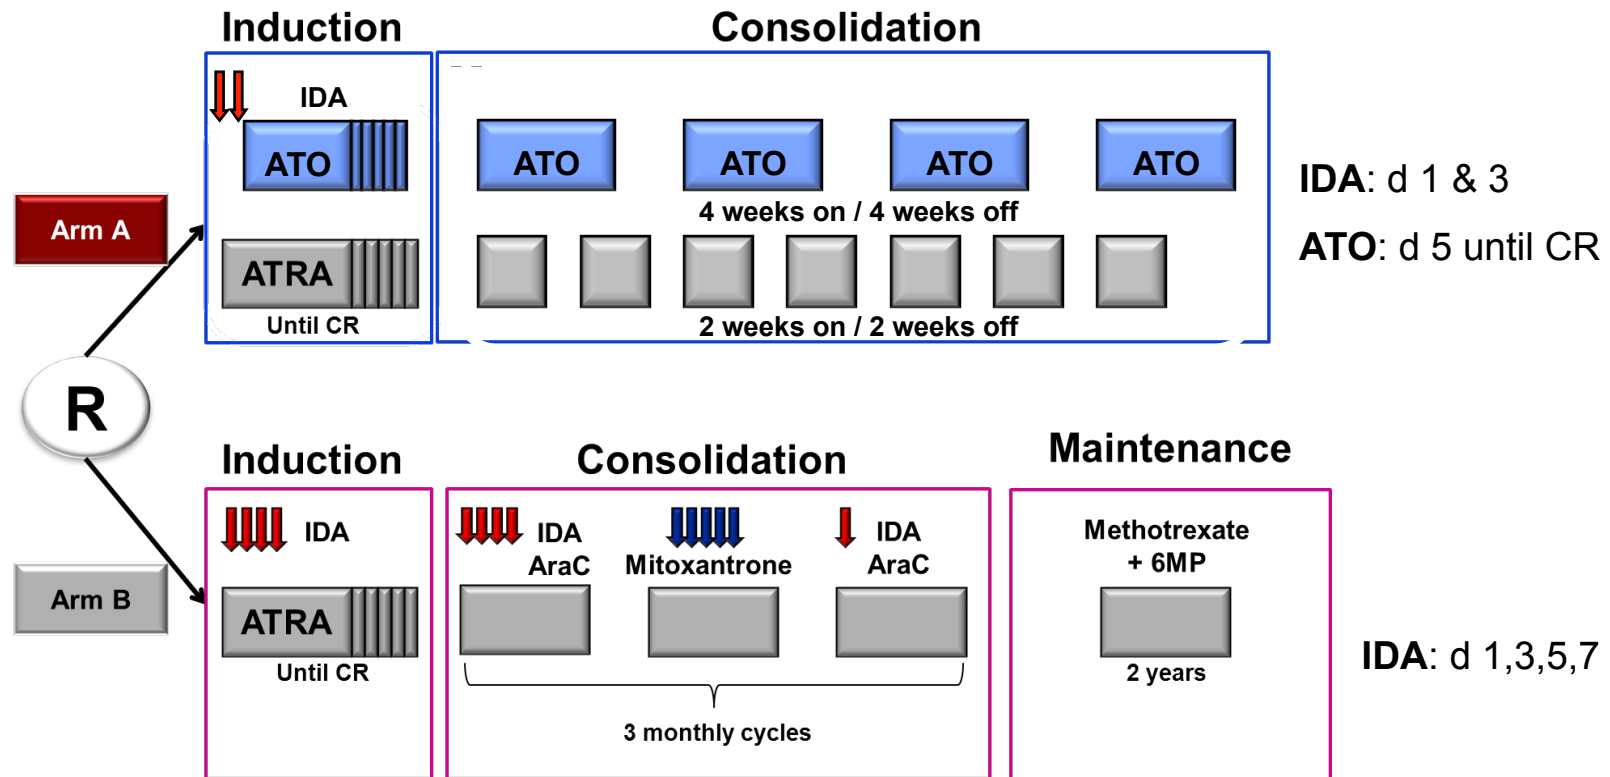 Induction
Consolidation
IDA
ATO
ATO
ATO
ATO
ATO
4 weeks on / 4 weeks off
IDA: d 1 & 3
Arm A
ATO: d 5 until CR
ATRA
Until CR
2 weeks on / 2 weeks off
R
Induction
Consolidation
Maintenance
IDA
IDA
AraC
Mitoxantrone
IDA
AraC
Methotrexate
+ 6MP
Arm B
ATRA
Until CR
2 years
IDA: d 1,3,5,7
3 monthly cycles